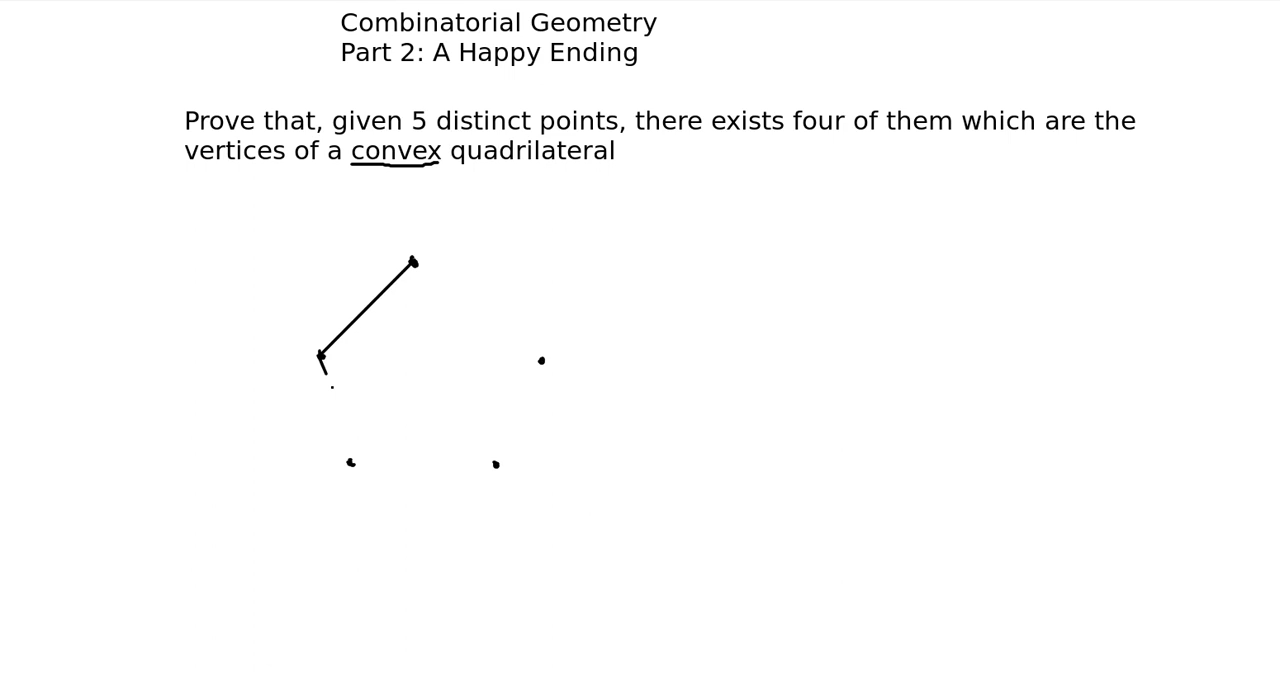 Combinatorial Geometry
Part 2: A Happy Ending
Prove that, given 5 distinct points, there exists four of them which are the
vertices of a convex quadrilateral